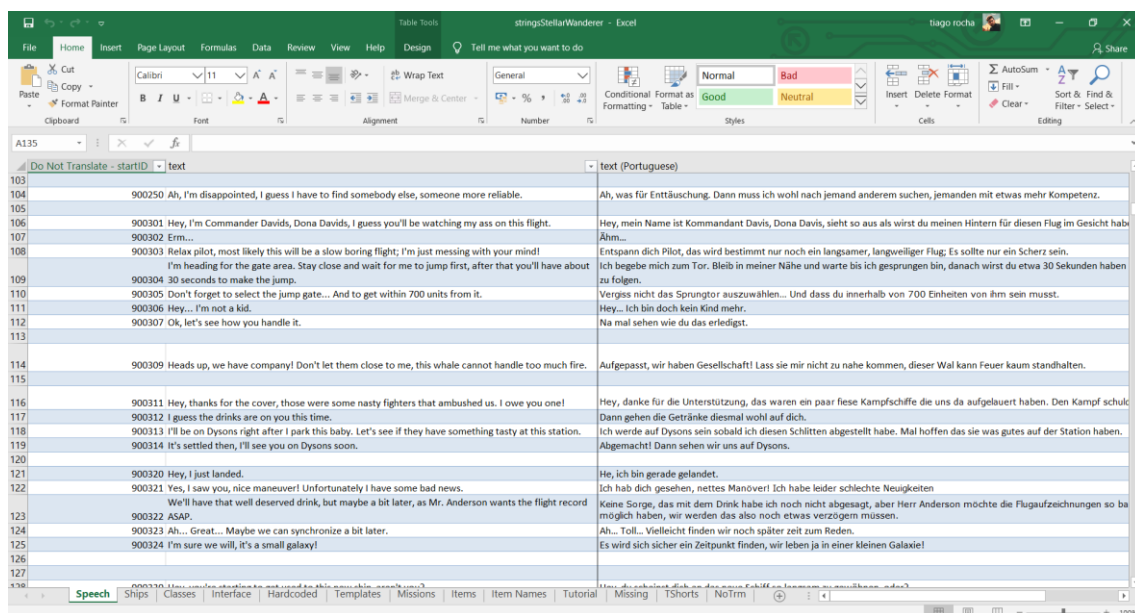 Table Tools
stringsStellarWanderer - Excel
tiago rocha
File Home Insert Page Layout Formulas Data Review View Help Design Tell me what you want to do Share
Cut
Copy
Format Painter
Paste
Calibri 11
B I U
Wrap Text
Merge & Center
General
Conditional Formatting
Format as Table
Normal Bad
Good Neutral
Insert Delete Format
AutoSum
Fill
Clear
Sort & Filter
Find & Select
Clipboard Font Alignment Number Styles Cells Editing
A135 fx
Do Not Translate - startID text text (Portuguese)
103
104 900250 Ah, I'm disappointed, I guess I have to find somebody else, someone more reliable. Ah, was für Enttäuschung. Dann muss ich wohl nach jemand anderem suchen, jemanden mit etwas mehr Kompetenz.
105
106 900301 Hey, I'm Commander Davids, Dona Davids, I guess you'll be watching my ass on this flight. Hey, mein Name ist Kommandant Davis, Dona Davis, sieht so aus als wirst du meinen Hintern für diesen Flug im Gesicht hab
107 900302 Erm... Ähm...
108 900303 Relax pilot, most likely this will be a slow boring flight; I'm just messing with your mind! Entspann dich Pilot, das wird bestimmt nur noch ein langsamer, langweiliger Flug; Es sollte nur ein Scherz sein.
109 900304 I'm heading for the gate area. Stay close and wait for me to jump first, after that you'll have about 30 seconds to make the jump. Ich begebe mich zum Tor. Bleib in meiner Nähe und warte bis ich gesprungen bin, danach wirst du etwa 30 Sekunden haben zu folgen.
110 900305 Don't forget to select the jump gate... And to get within 700 units from it. Vergiss nicht das Sprungtor auszuwählen... Und dass du innerhalb von 700 Einheiten von ihm sein musst.
111 900306 Hey... I'm not a kid. Hey... Ich bin doch kein Kind mehr.
112 900307 Ok, let's see how you handle it. Na mal sehen wie du das erledigst.
113
114 900309 Heads up, we have company! Don't let them close to me, this whale cannot handle too much fire. Aufgepasst, wir haben Gesellschaft! Lass sie mir nicht zu nahe kommen, dieser Wal kann Feuer kaum standhalten.
115
116 900311 Hey, thanks for the cover, those were some nasty fighters that ambushed us. I owe you one! Hey, danke für die Unterstützung, das waren ein paar fiese Kampfschiffe die uns da aufgelauert haben. Den Kampf schuld
117 900312 I guess the drinks are on you this time. Dann gehen die Getränke diesmal wohl auf dich.
118 900313 I'll be on Dysons right after I park this baby. Let's see if they have something tasty at this station. Ich werde auf Dysons sein sobald ich diesen Schlitten abgestellt habe. Mal hoffen das sie was gutes auf der Station haben.
119 900314 It's settled then, I'll see you on Dysons soon. Abgemacht! Dann sehen wir uns auf Dysons.
120
121 900320 Hey, I just landed. He, ich bin gerade gelandet.
122 900321 Yes, I saw you, nice maneuver! Unfortunately I have some bad news. Ich hab dich gesehen, nettes Manöver! Ich habe leider schlechte Neuigkeiten
123 900322 We'll have that well deserved drink, but maybe a bit later, as Mr. Anderson wants the flight record ASAP. Keine Sorge, das mit dem Drink habe ich noch nicht abgesagt, aber Herr Anderson möchte die Flugaufzeichnungen so ba möglich haben, wir werden das also noch etwas verzögern müssen.
124 900323 Ah... Great... Maybe we can synchronize a bit later. Ah... Toll... Vielleicht finden wir noch später zeit zum Reden.
125 900324 I'm sure we will, it's a small galaxy! Es wird sich sicher ein Zeitpunkt finden, wir leben ja in einer kleinen Galaxie!
126
127
Speech Ships Classes Interface Hardcoded Templates Missions Items Item Names Tutorial Missing TShorts NoTrm